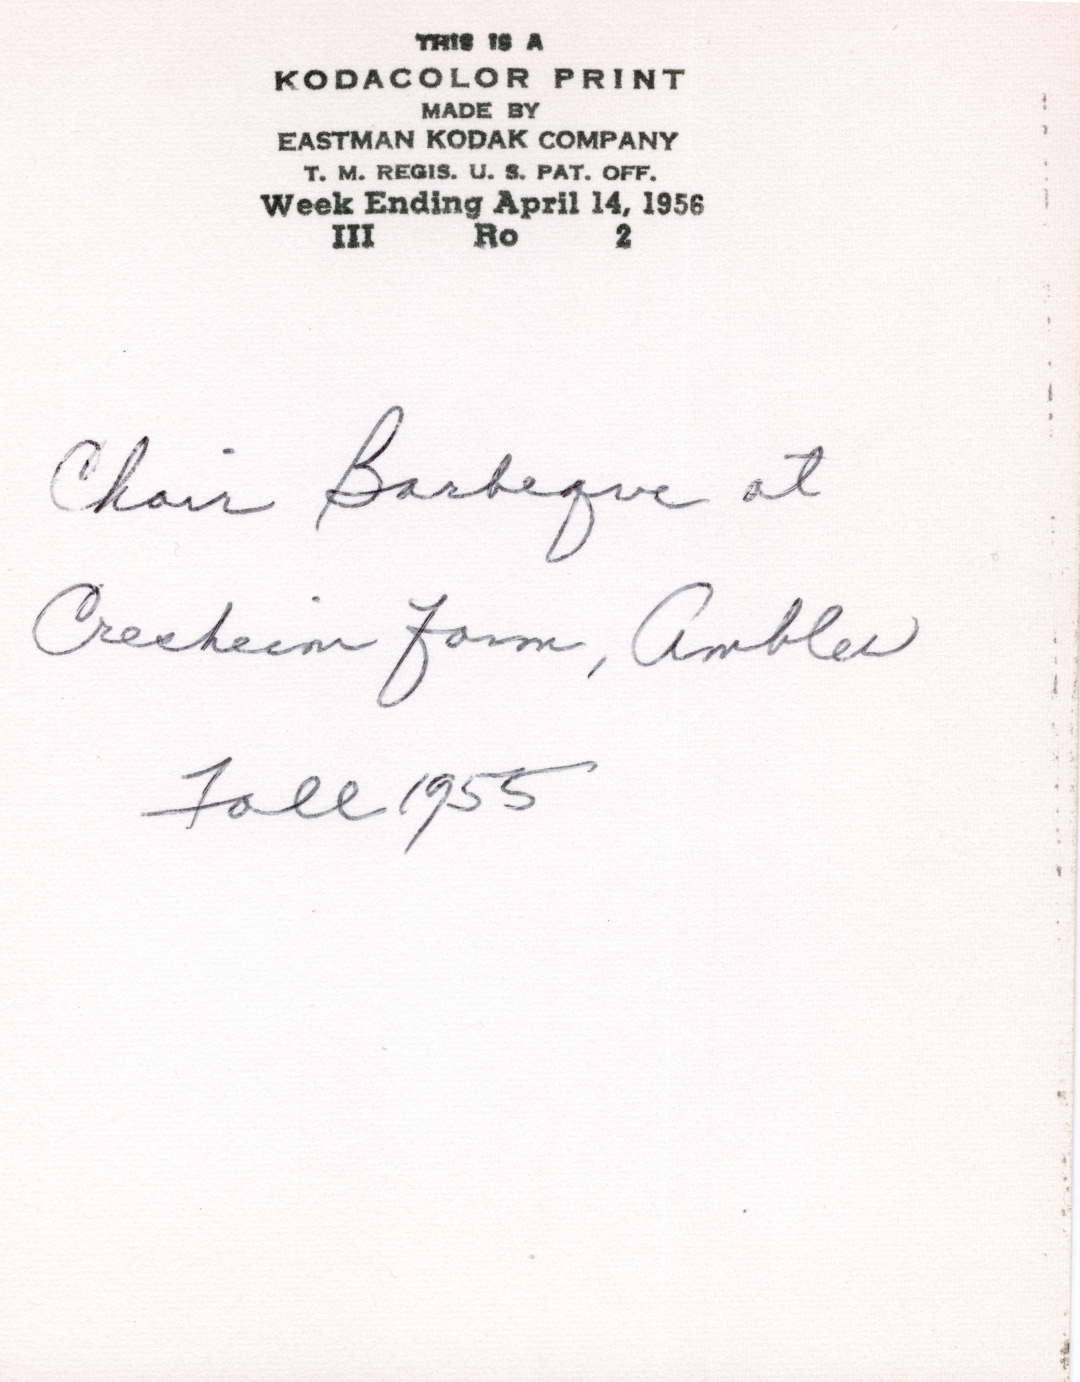 THIS IS A
KODACOLOR PRINT
MADE BY
EASTMAN KODAK COMPANY
T. M. REGIS. U. S. PAT. OFF.
Week Ending April 14, 1956
III Ro 2
Choir Barbeque at
Cresheim Farm, Ambler
Fall 1955